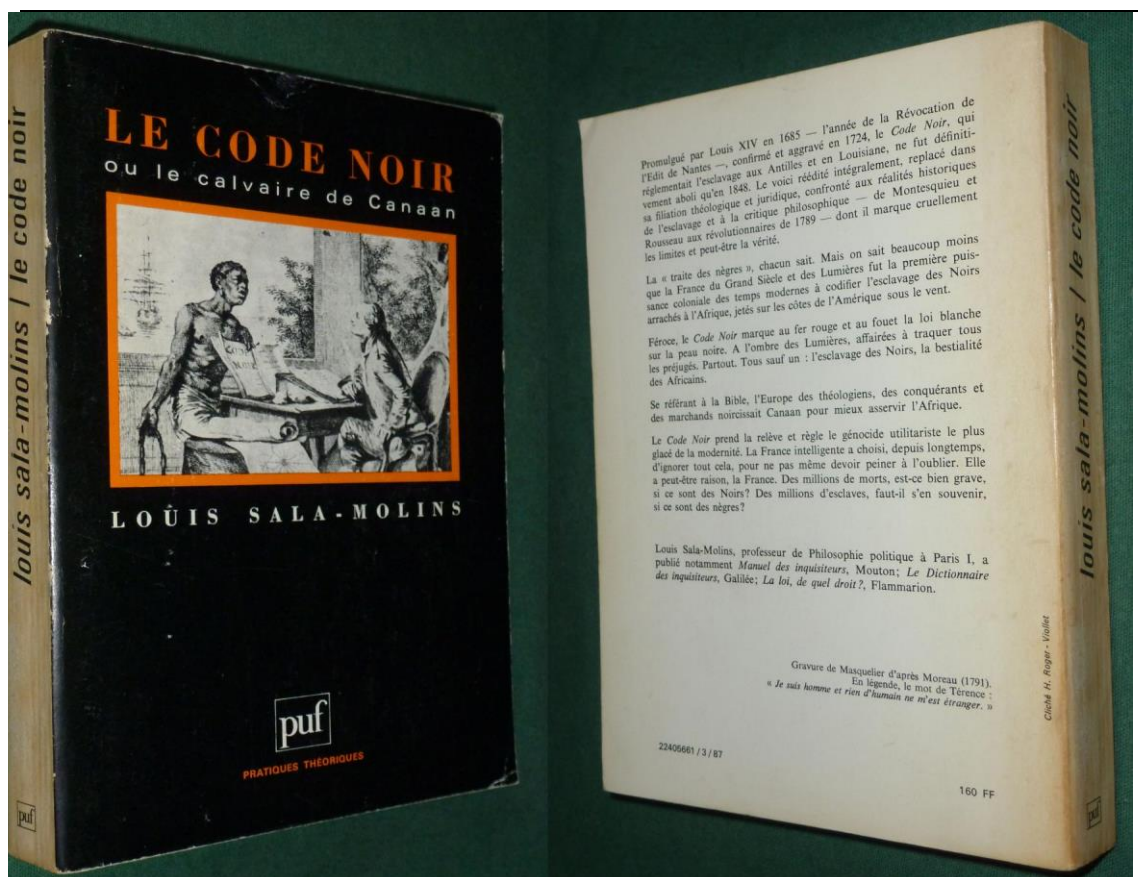 louis sala-molins | le code noir
puf
LE CODE NOIR
ou le calvaire de Canaan
LOUIS SALA-MOLINS
puf
PRATIQUES THÉORIQUES
Promulgué par Louis XIV en 1685 — l'année de la Révocation de
l'Edit de Nantes —, confirmé et aggravé en 1724, le Code Noir, qui
réglementait l'esclavage aux Antilles et en Louisiane, ne fut définiti-
vement aboli qu'en 1848. Le voici réédité intégralement, replacé dans
sa filiation théologique et juridique, confronté aux réalités historiques
de l'esclavage et à la critique philosophique — de Montesquieu et
Rousseau aux révolutionnaires de 1789 — dont il marque cruellement
les limites et peut-être la vérité.
La « traite des nègres », chacun sait. Mais on sait beaucoup moins
que la France du Grand Siècle et des Lumières fut la première puis-
sance coloniale des temps modernes à codifier l'esclavage des Noirs
arrachés à l'Afrique, jetés sur les côtes de l'Amérique sous le vent.
Féroce, le Code Noir marque au fer rouge et au fouet la loi blanche
sur la peau noire. A l'ombre des Lumières, affairées à traquer tous
les préjugés. Partout. Tous sauf un : l'esclavage des Noirs, la bestialité
des Africains.
Se référant à la Bible, l'Europe des théologiens, des conquérants et
des marchands noircissait Canaan pour mieux asservir l'Afrique.
Le Code Noir prend la relève et règle le génocide utilitariste le plus
glacé de la modernité. La France intelligente a choisi, depuis longtemps,
d'ignorer tout cela, pour ne pas même devoir peiner à l'oublier. Elle
a peut-être raison, la France. Des millions de morts, est-ce bien grave,
si ce sont des Noirs? Des millions d'esclaves, faut-il s'en souvenir,
si ce sont des nègres?
Louis Sala-Molins, professeur de Philosophie politique à Paris I, a
publié notamment Manuel des inquisiteurs, Mouton; Le Dictionnaire
des inquisiteurs, Galilée; La loi, de quel droit?, Flammarion.
Gravure de Masquelier d'après Moreau (1791).
En légende, le mot de Térence :
« Je suis homme et rien d'humain ne m'est étranger. »
Cliché H. Roger-Viollet
22406661 / 3 / 87
160 FF
louis sala-molins | le code noir
puf